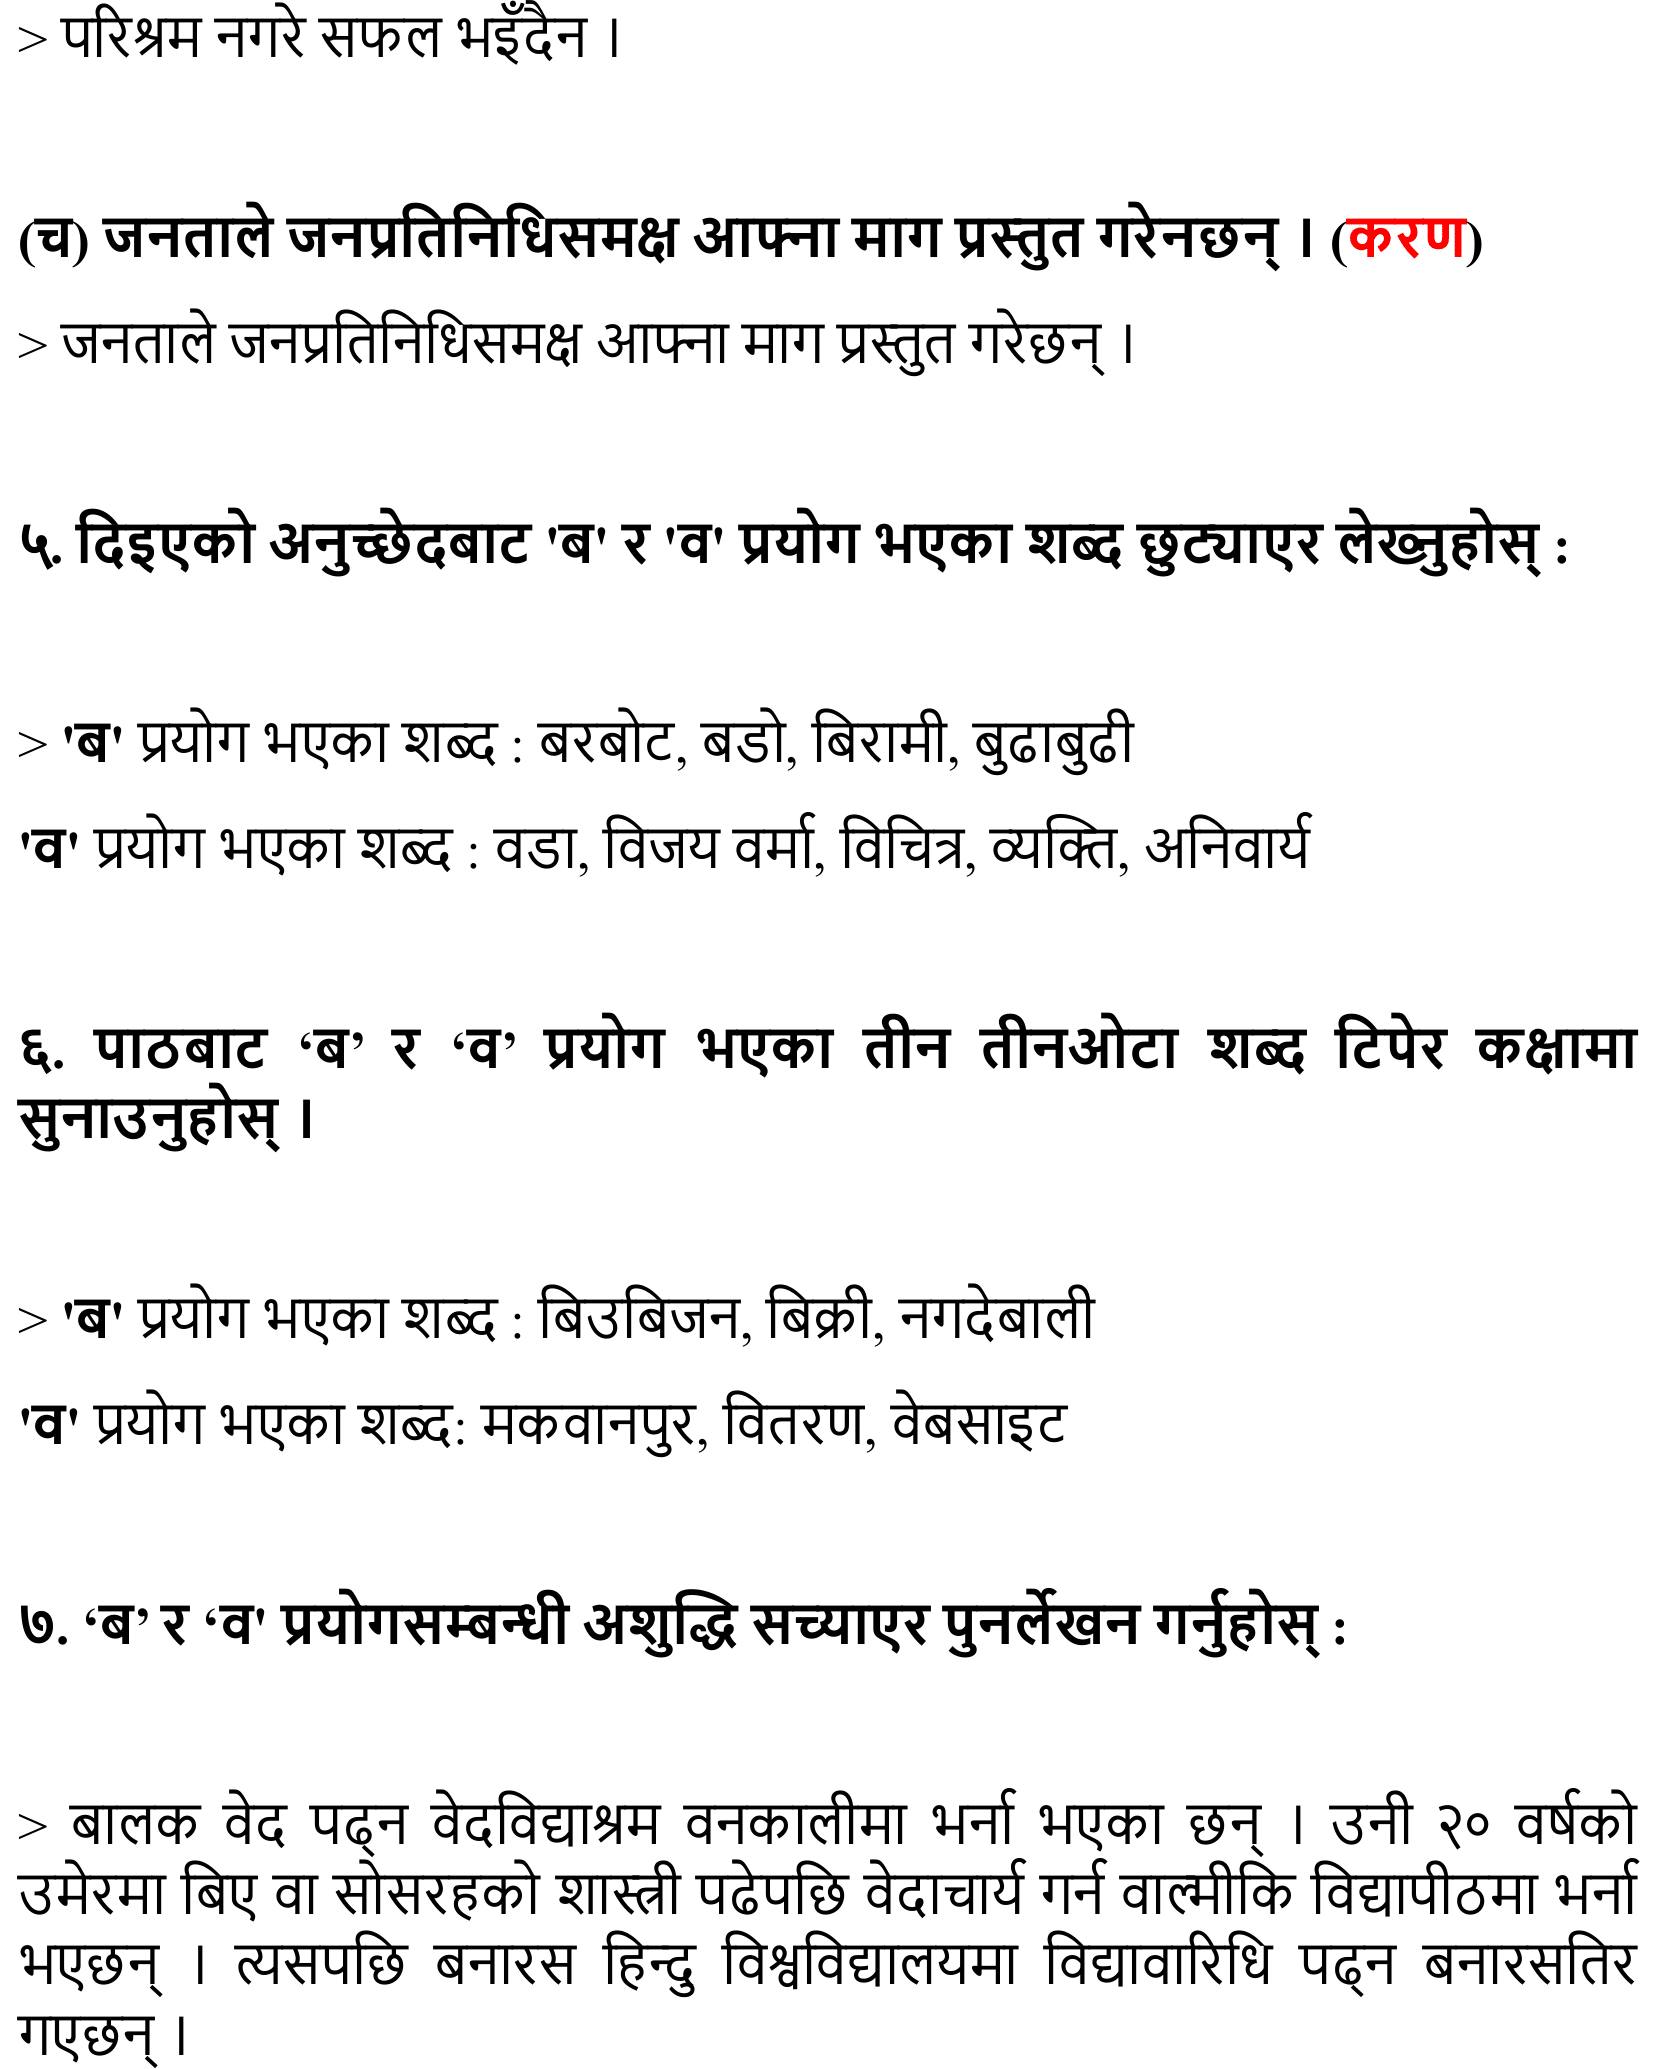 > परिश्रम नगरे सफल भइँदैन ।
(च) जनताले जनप्रतिनिधिसमक्ष आफ्ना माग प्रस्तुत गरेनछन् । (करण)
> जनताले जनप्रतिनिधिसमक्ष आफ्ना माग प्रस्तुत गरेछन् ।
५. दिइएको अनुच्छेदबाट 'ब' र 'व' प्रयोग भएका शब्द छुट्याएर लेख्नुहोस् :
> 'ब' प्रयोग भएका शब्द : बरबोट, बडो, बिरामी, बुढाबुढी
'व' प्रयोग भएका शब्द : वडा, विजय वर्मा, विचित्र, व्यक्ति, अनिवार्य
६. पाठबाट ‘ब’ र ‘व’ प्रयोग भएका तीन तीनओटा शब्द टिपेर कक्षामा
सुनाउनुहोस् ।
> 'ब' प्रयोग भएका शब्द : बिउबिजन, बिक्री, नगदेबाली
'व' प्रयोग भएका शब्द: मकवानपुर, वितरण, वेबसाइट
७. ‘ब’ र ‘व' प्रयोगसम्बन्धी अशुद्धि सच्याएर पुनर्लेखन गर्नुहोस् :
> बालक वेद पढ्न वेदविद्याश्रम वनकालीमा भर्ना भएका छन् । उनी २० वर्षको
उमेरमा बिए वा सोसरहको शास्त्री पढेपछि वेदाचार्य गर्न वाल्मीकि विद्यापीठमा भर्ना
भएछन् । त्यसपछि बनारस हिन्दु विश्वविद्यालयमा विद्यावारिधि पढ्न बनारसतिर
गएछन् ।